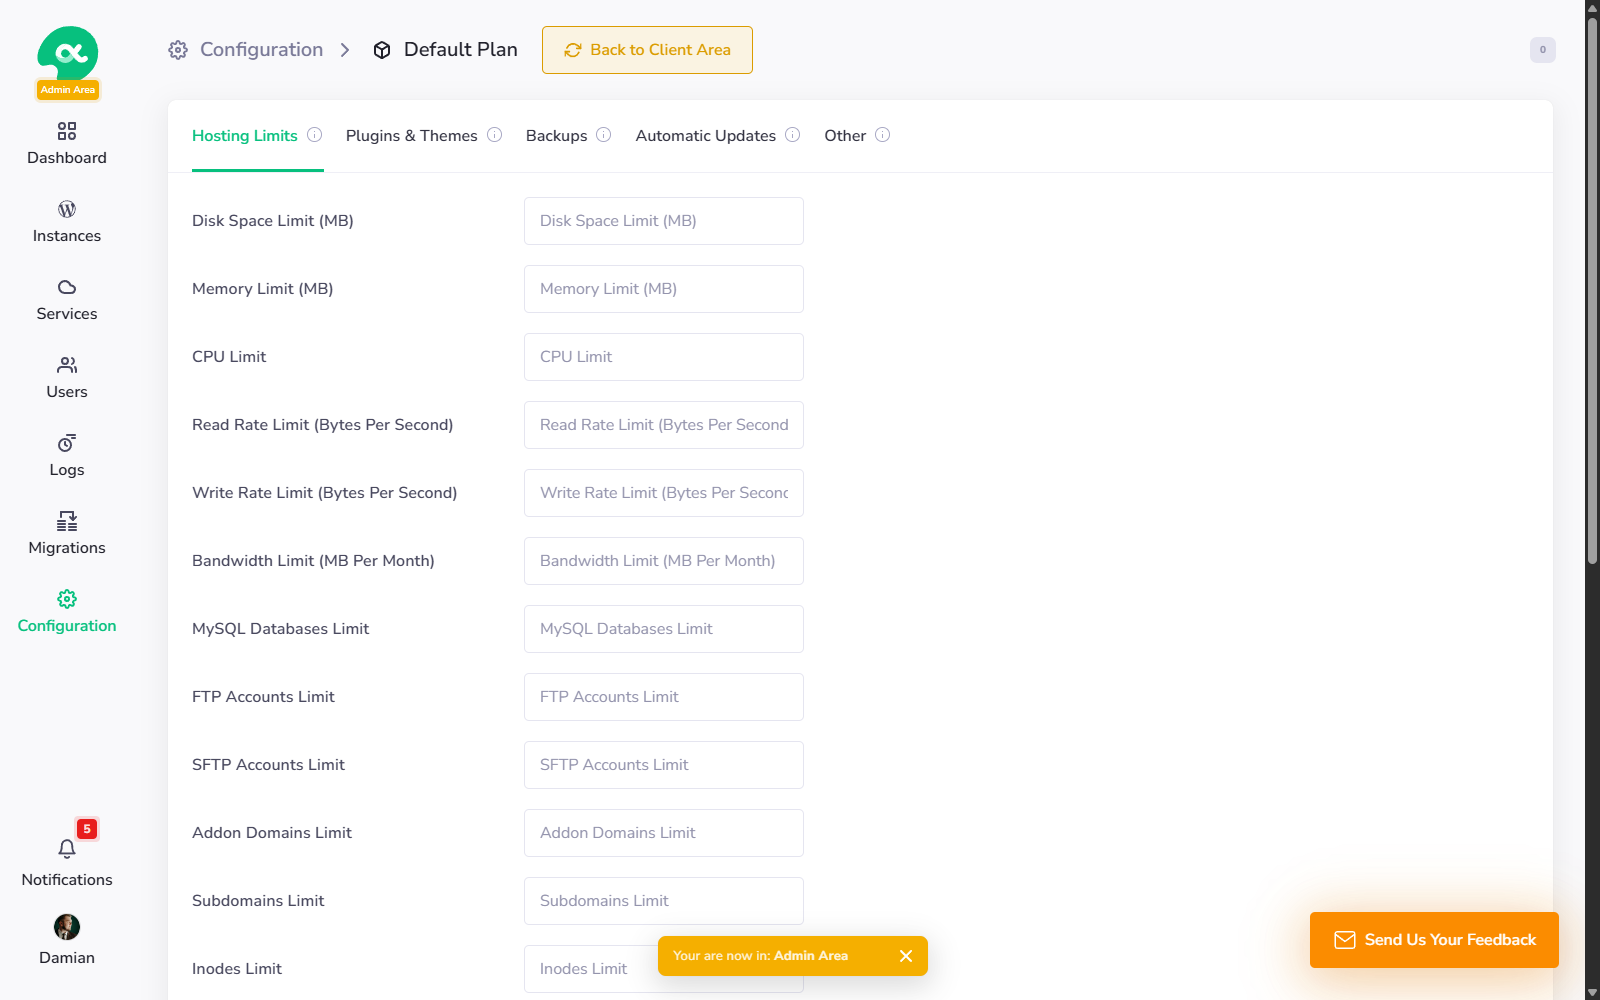 Admin Area
Configuration
Default Plan
Back to Client Area
0
Dashboard
Instances
Services
Users
Logs
Migrations
Configuration
5
Notifications
Damian
Hosting Limits
Plugins & Themes
Backups
Automatic Updates
Other
Disk Space Limit (MB)
Disk Space Limit (MB)
Memory Limit (MB)
Memory Limit (MB)
CPU Limit
CPU Limit
Read Rate Limit (Bytes Per Second)
Read Rate Limit (Bytes Per Second
Write Rate Limit (Bytes Per Second)
Write Rate Limit (Bytes Per Second
Bandwidth Limit (MB Per Month)
Bandwidth Limit (MB Per Month)
MySQL Databases Limit
MySQL Databases Limit
FTP Accounts Limit
FTP Accounts Limit
SFTP Accounts Limit
SFTP Accounts Limit
Addon Domains Limit
Addon Domains Limit
Subdomains Limit
Subdomains Limit
Inodes Limit
Inodes Limit
Your are now in: Admin Area
Send Us Your Feedback